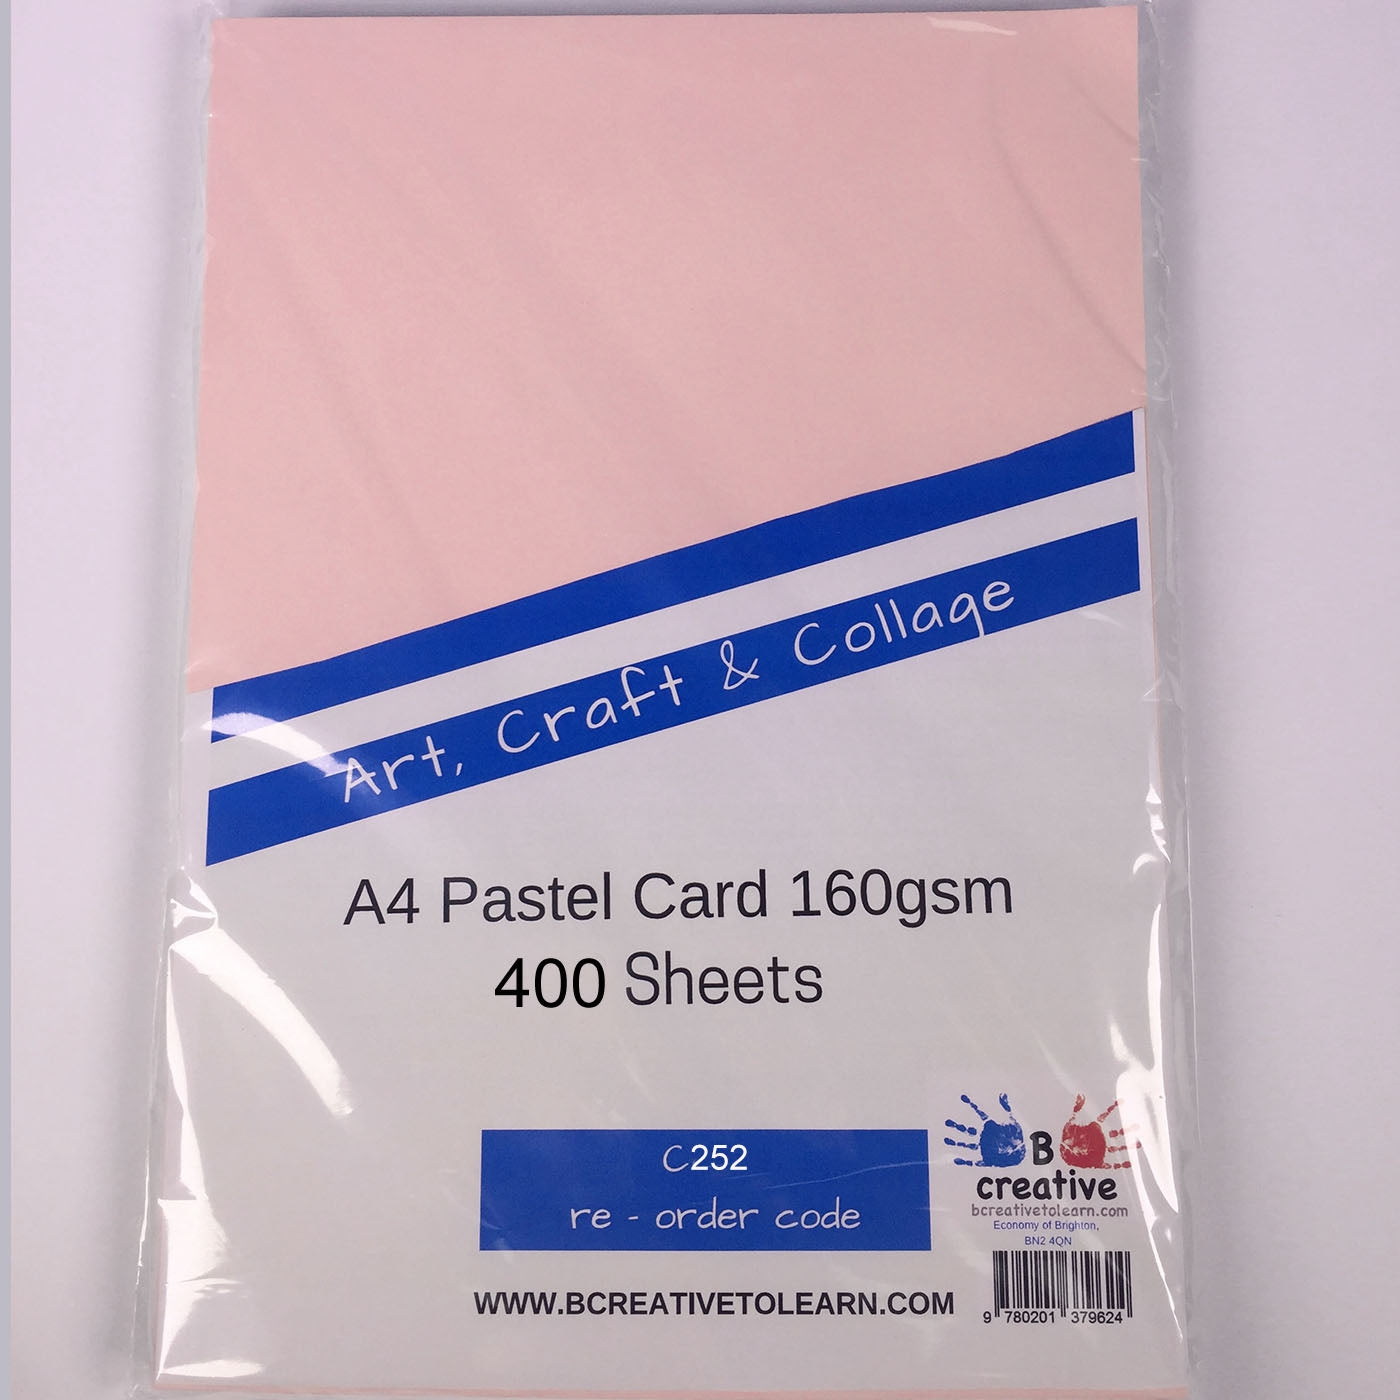 Art, Craft & Collage
A4 Pastel Card 160gsm
400 Sheets
C252
re - order code
B
creative
bcreativetolearn.com
Economy of Brighton,
BN2 4QN
WWW.BCREATIVETOLEARN.COM
9 780201 379624